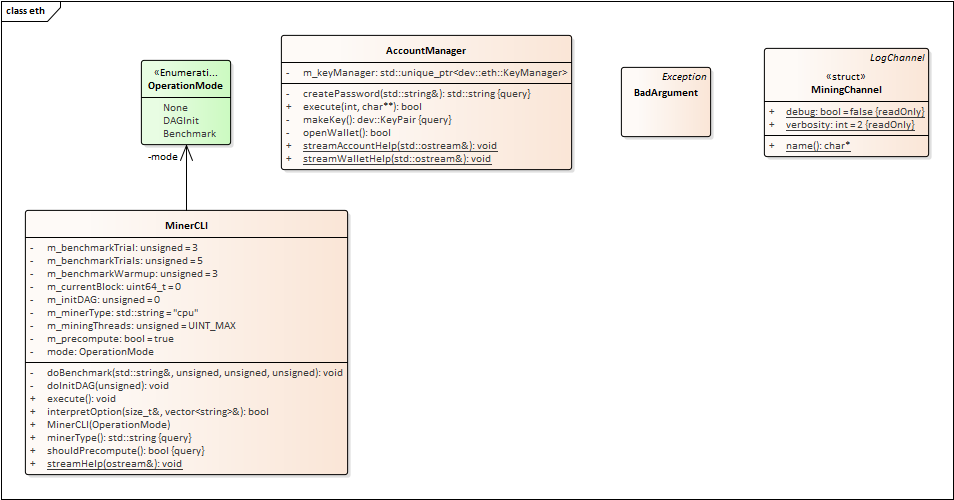 class eth
«Enumerati...
OperationMode
None
DAGInit
Benchmark
-mode
AccountManager
- m_keyManager: std::unique_ptr<dev::eth::KeyManager>
- createPassword(std::string&): std::string {query}
+ execute(int, char**): bool
- makeKey(): dev::KeyPair {query}
- openWallet(): bool
+ streamAccountHelp(std::ostream&): void
+ streamWalletHelp(std::ostream&): void
Exception
BadArgument
LogChannel
«struct»
MiningChannel
+ debug: bool = false {readOnly}
+ verbosity: int = 2 {readOnly}
+ name(): char*
MinerCLI
- m_benchmarkTrial: unsigned = 3
- m_benchmarkTrials: unsigned = 5
- m_benchmarkWarmup: unsigned = 3
- m_currentBlock: uint64_t = 0
- m_initDAG: unsigned = 0
- m_minerType: std::string = "cpu"
- m_miningThreads: unsigned = UINT_MAX
- m_precompute: bool = true
- mode: OperationMode
- doBenchmark(std::string&, unsigned, unsigned, unsigned): void
- doInitDAG(unsigned): void
+ execute(): void
+ interpretOption(size_t&, vector<string>&): bool
+ MinerCLI(OperationMode)
+ minerType(): std::string {query}
+ shouldPrecompute(): bool {query}
+ streamHelp(ostream&): void